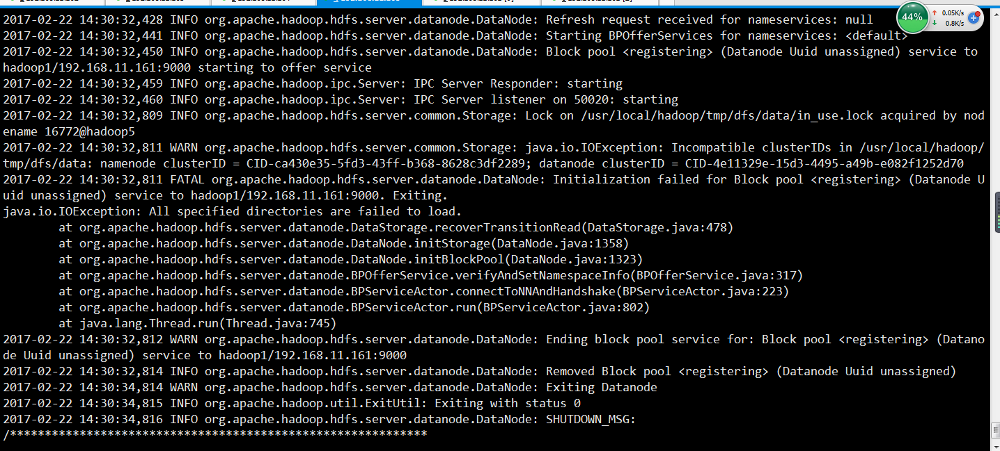 2017-02-22 14:30:32,428 INFO org.apache.hadoop.hdfs.server.datanode.DataNode: Refresh request received for nameservices: null
44%
0.05K/s
0.8K/s
2017-02-22 14:30:32,441 INFO org.apache.hadoop.hdfs.server.datanode.DataNode: Starting BPOfferServices for nameservices: <default>
2017-02-22 14:30:32,450 INFO org.apache.hadoop.hdfs.server.datanode.DataNode: Block pool <registering> (Datanode Uuid unassigned) service to
hadoop1/192.168.11.161:9000 starting to offer service
2017-02-22 14:30:32,459 INFO org.apache.hadoop.ipc.Server: IPC Server Responder: starting
2017-02-22 14:30:32,460 INFO org.apache.hadoop.ipc.Server: IPC Server listener on 50020: starting
2017-02-22 14:30:32,809 INFO org.apache.hadoop.hdfs.server.common.Storage: Lock on /usr/local/hadoop/tmp/dfs/data/in_use.lock acquired by nod
ename 16772@hadoop5
2017-02-22 14:30:32,811 WARN org.apache.hadoop.hdfs.server.common.Storage: java.io.IOException: Incompatible clusterIDs in /usr/local/hadoop/
tmp/dfs/data: namenode clusterID = CID-ca430e35-5fd3-43ff-b368-8628c3df2289; datanode clusterID = CID-4e11329e-15d3-4495-a49b-e082f1252d70
2017-02-22 14:30:32,811 FATAL org.apache.hadoop.hdfs.server.datanode.DataNode: Initialization failed for Block pool <registering> (Datanode U
uid unassigned) service to hadoop1/192.168.11.161:9000. Exiting.
java.io.IOException: All specified directories are failed to load.
at org.apache.hadoop.hdfs.server.datanode.DataStorage.recoverTransitionRead(DataStorage.java:478)
at org.apache.hadoop.hdfs.server.datanode.DataNode.initStorage(DataNode.java:1358)
at org.apache.hadoop.hdfs.server.datanode.DataNode.initBlockPool(DataNode.java:1323)
at org.apache.hadoop.hdfs.server.datanode.BPOfferService.verifyAndSetNamespaceInfo(BPOfferService.java:317)
at org.apache.hadoop.hdfs.server.datanode.BPServiceActor.connectToNNAndHandshake(BPServiceActor.java:223)
at org.apache.hadoop.hdfs.server.datanode.BPServiceActor.run(BPServiceActor.java:802)
at java.lang.Thread.run(Thread.java:745)
2017-02-22 14:30:32,812 WARN org.apache.hadoop.hdfs.server.datanode.DataNode: Ending block pool service for: Block pool <registering> (Datano
de Uuid unassigned) service to hadoop1/192.168.11.161:9000
2017-02-22 14:30:32,814 INFO org.apache.hadoop.hdfs.server.datanode.DataNode: Removed Block pool <registering> (Datanode Uuid unassigned)
2017-02-22 14:30:34,814 WARN org.apache.hadoop.hdfs.server.datanode.DataNode: Exiting Datanode
2017-02-22 14:30:34,815 INFO org.apache.hadoop.util.ExitUtil: Exiting with status 0
2017-02-22 14:30:34,816 INFO org.apache.hadoop.hdfs.server.datanode.DataNode: SHUTDOWN_MSG:
/************************************************************